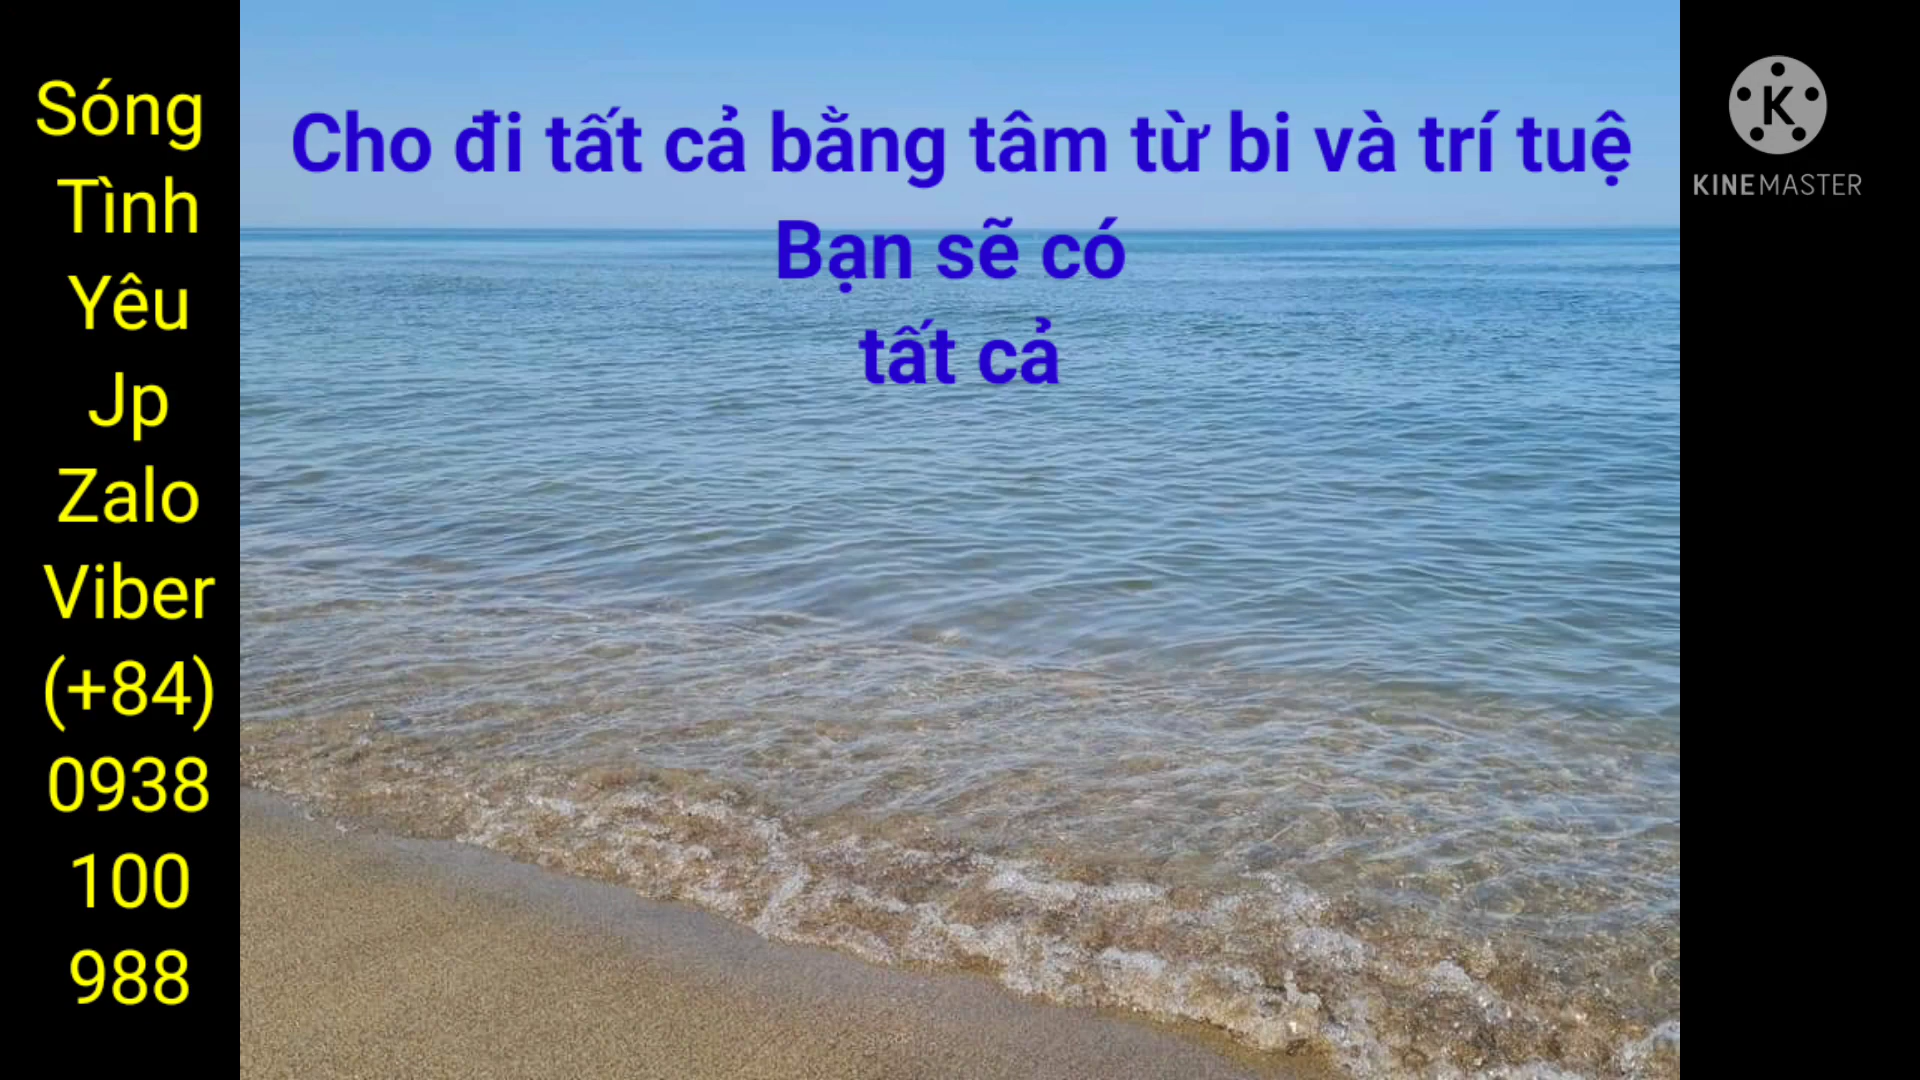 Sóng
Tình
Yêu
Jp
Zalo
Viber
(+84)
0938
100
988
Cho đi tất cả bằng tâm từ bi và trí tuệ
Bạn sẽ có
tất cả
K
KINEMASTER